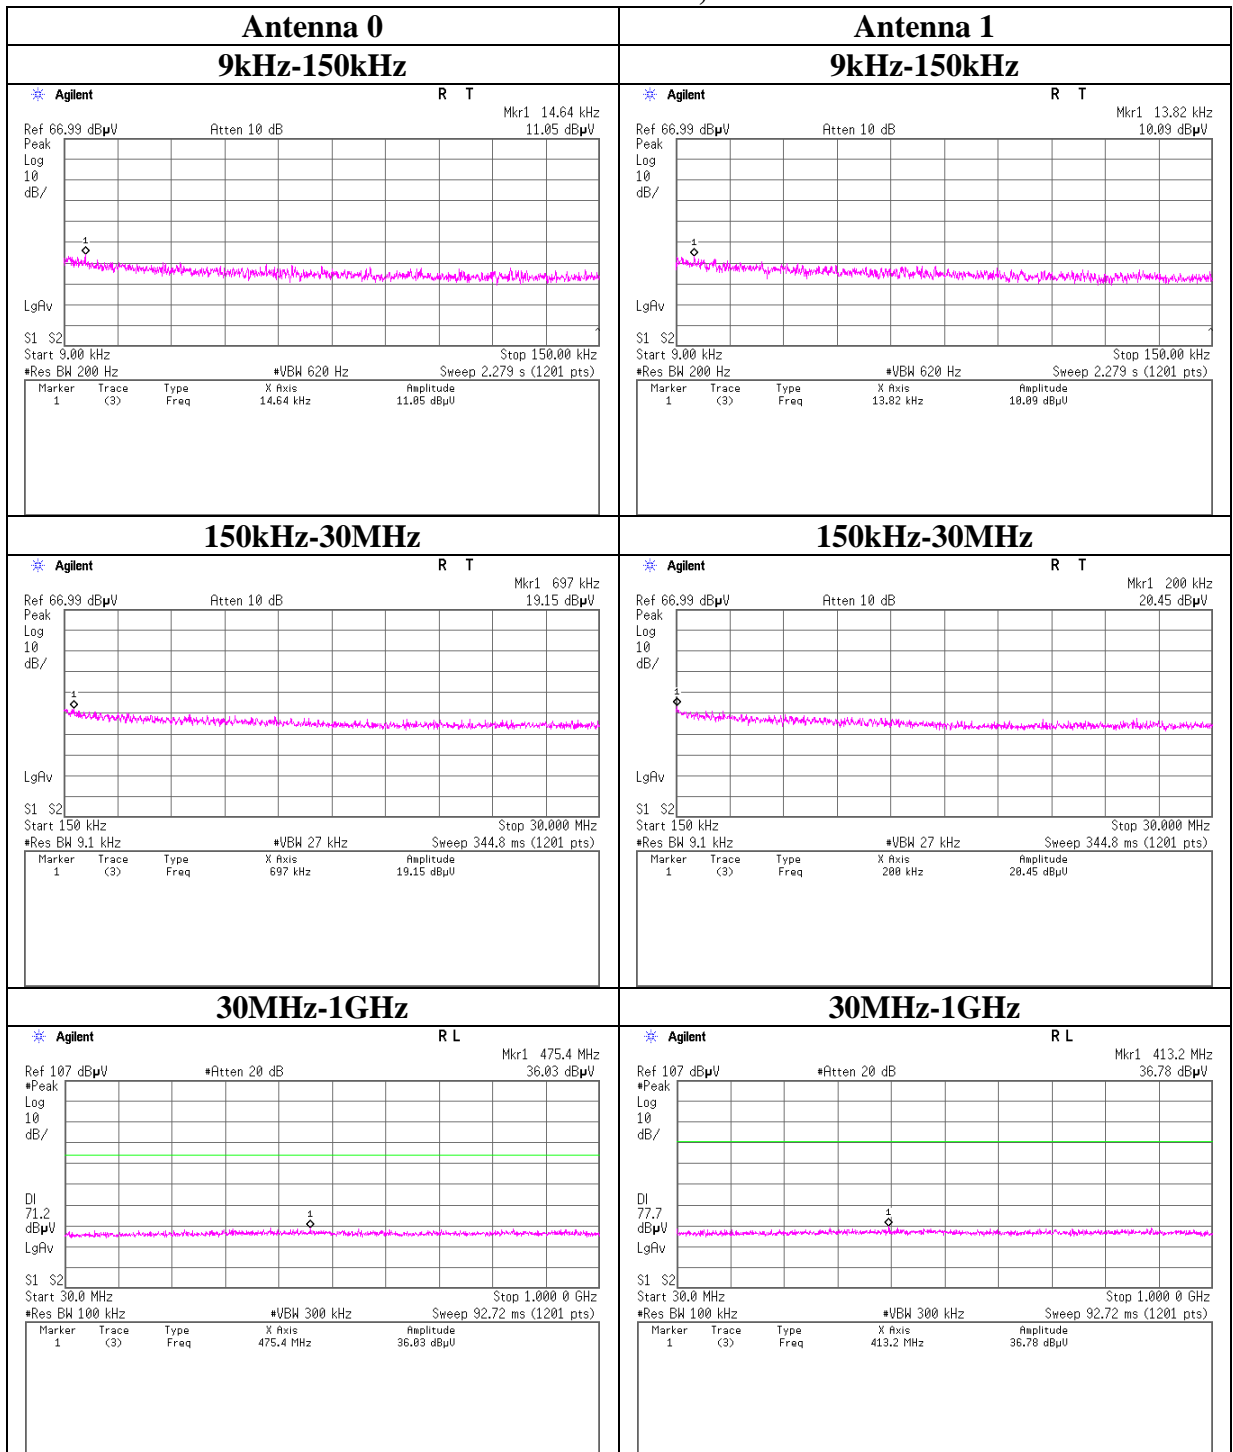 Antenna 0
Antenna 1
9kHz-150kHz
9kHz-150kHz
Agilent R T
Mkr1 14.64 kHz
Ref 66.99 dBµV Atten 10 dB 11.05 dBµV
Peak
Log
10
dB/
1
LgAv
S1 S2
Start 9.00 kHz Stop 150.00 kHz
#Res BW 200 Hz #VBW 620 Hz Sweep 2.279 s (1201 pts)
Marker Trace Type X Axis Amplitude
1 (3) Freq 14.64 kHz 11.05 dBµV
Agilent R T
Mkr1 13.82 kHz
Ref 66.99 dBµV Atten 10 dB 10.09 dBµV
Peak
Log
10
dB/
1
LgAv
S1 S2
Start 9.00 kHz Stop 150.00 kHz
#Res BW 200 Hz #VBW 620 Hz Sweep 2.279 s (1201 pts)
Marker Trace Type X Axis Amplitude
1 (3) Freq 13.82 kHz 10.09 dBµV
150kHz-30MHz
150kHz-30MHz
Agilent R T
Mkr1 697 kHz
Ref 66.99 dBµV Atten 10 dB 19.15 dBµV
Peak
Log
10
dB/
1
LgAv
S1 S2
Start 150 kHz Stop 30.000 MHz
#Res BW 9.1 kHz #VBW 27 kHz Sweep 344.8 ms (1201 pts)
Marker Trace Type X Axis Amplitude
1 (3) Freq 697 kHz 19.15 dBµV
Agilent R T
Mkr1 200 kHz
Ref 66.99 dBµV Atten 10 dB 20.45 dBµV
Peak
Log
10
dB/
1
LgAv
S1 S2
Start 150 kHz Stop 30.000 MHz
#Res BW 9.1 kHz #VBW 27 kHz Sweep 344.8 ms (1201 pts)
Marker Trace Type X Axis Amplitude
1 (3) Freq 200 kHz 20.45 dBµV
30MHz-1GHz
30MHz-1GHz
Agilent R L
Mkr1 475.4 MHz
Ref 107 dBµV #Atten 20 dB 36.03 dBµV
#Peak
Log
10
dB/
DI
71.2
dBµV
1
LgAv
S1 S2
Start 30.0 MHz Stop 1.000 0 GHz
#Res BW 100 kHz #VBW 300 kHz Sweep 92.72 ms (1201 pts)
Marker Trace Type X Axis Amplitude
1 (3) Freq 475.4 MHz 36.03 dBµV
Agilent R L
Mkr1 413.2 MHz
Ref 107 dBµV #Atten 20 dB 36.78 dBµV
#Peak
Log
10
dB/
DI
77.7
dBµV
1
LgAv
S1 S2
Start 30.0 MHz Stop 1.000 0 GHz
#Res BW 100 kHz #VBW 300 kHz Sweep 92.72 ms (1201 pts)
Marker Trace Type X Axis Amplitude
1 (3) Freq 413.2 MHz 36.78 dBµV